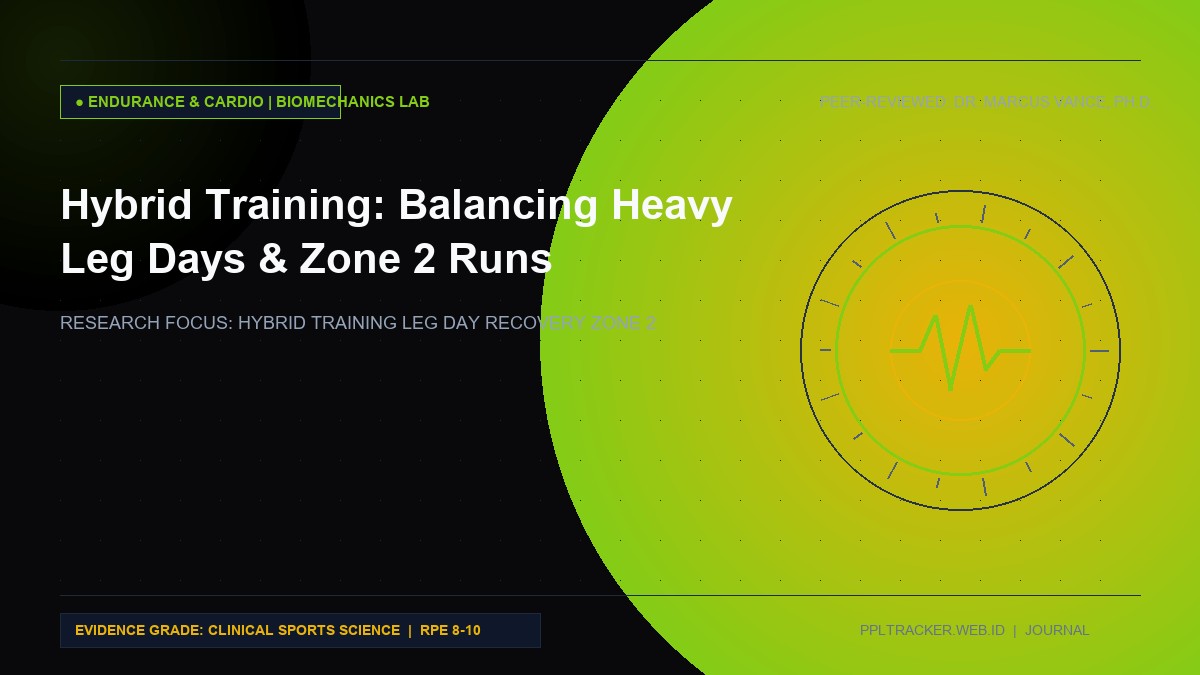 ● ENDURANCE & CARDIO | BIOMECHANICS LAB
PEER-REVIEWED: DR. MARCUS VANCE, PH.D
Hybrid Training: Balancing Heavy
Leg Days & Zone 2 Runs
RESEARCH FOCUS: HYBRID TRAINING LEG DAY RECOVERY ZONE 2
EVIDENCE GRADE: CLINICAL SPORTS SCIENCE | RPE 8-10
PPLTRACKER.WEB.ID | JOURNAL